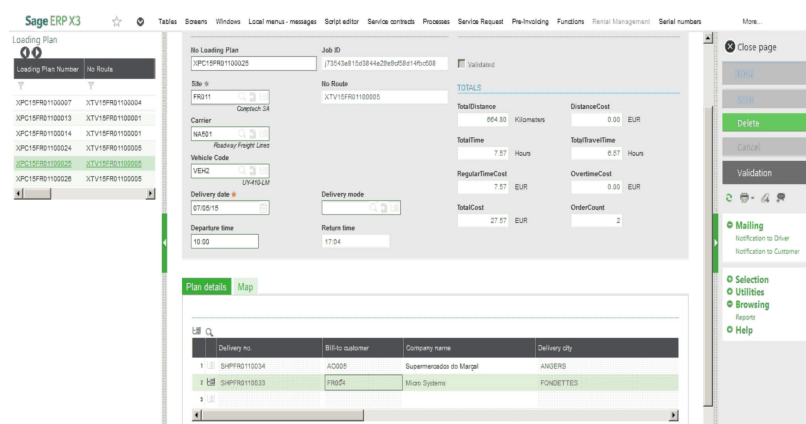 Sage ERP X3
Tables Screens Windows Local menus - messages Script editor Service contracts Processes Service Request Pre-Invoicing Functions Rental Management Serial numbers More...
Loading Plan
Loading Plan Number No Route
XPC15FR01100007 XTV15FR01100004
XPC15FR01100013 XTV15FR01100001
XPC15FR01100014 XTV15FR01100001
XPC15FR01100024 XTV15FR01100005
XPC15FR01100025 XTV15FR01100005
XPC15FR01100026 XTV15FR01100005
No Loading Plan Job ID
XPC15FR01100025
Validated
Site * No Route
FR011 XTV15FR01100005
Comptech SA
Carrier
NA501
Roadway Freight Lines
Vehicle Code
VEH2
UY-410-LM
Delivery date * Delivery mode
07/05/15
Departure time Return time
10:00 17:04
TOTALS
TotalDistance DistanceCost
664.80 Kilometers 0.00 EUR
TotalTime TotalTravelTime
7.57 Hours 6.57 Hours
RegularTimeCost OvertimeCost
7.57 EUR 0.00 EUR
TotalCost OrderCount
27.57 EUR 2
Plan details Map
Delivery no. Bill-to customer Company name Delivery city
1 SHPFR0110034 AO005 Supermercados do Marçal ANGERS
2 SHPFR0110033 FR054 Micro Systems FONDETTES
3
Close page
Delete
Cancel
Validation
Mailing
Notification to Driver
Notification to Customer
Selection
Utilities
Browsing
Reports
Help